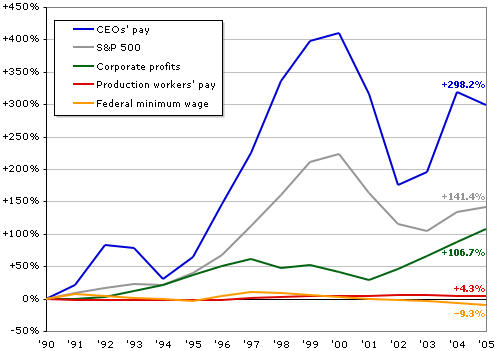 +450%
+400%
+350%
+300%
+250%
+200%
+150%
+100%
+50%
0%
-50%
CEOs' pay
S&P 500
Corporate profits
Production workers' pay
Federal minimum wage
+298.2%
+141.4%
+106.7%
+4.3%
-9.3%
'90 '91 '92 '93 '94 '95 '96 '97 '98 '99 '00 '01 '02 '03 '04 '05